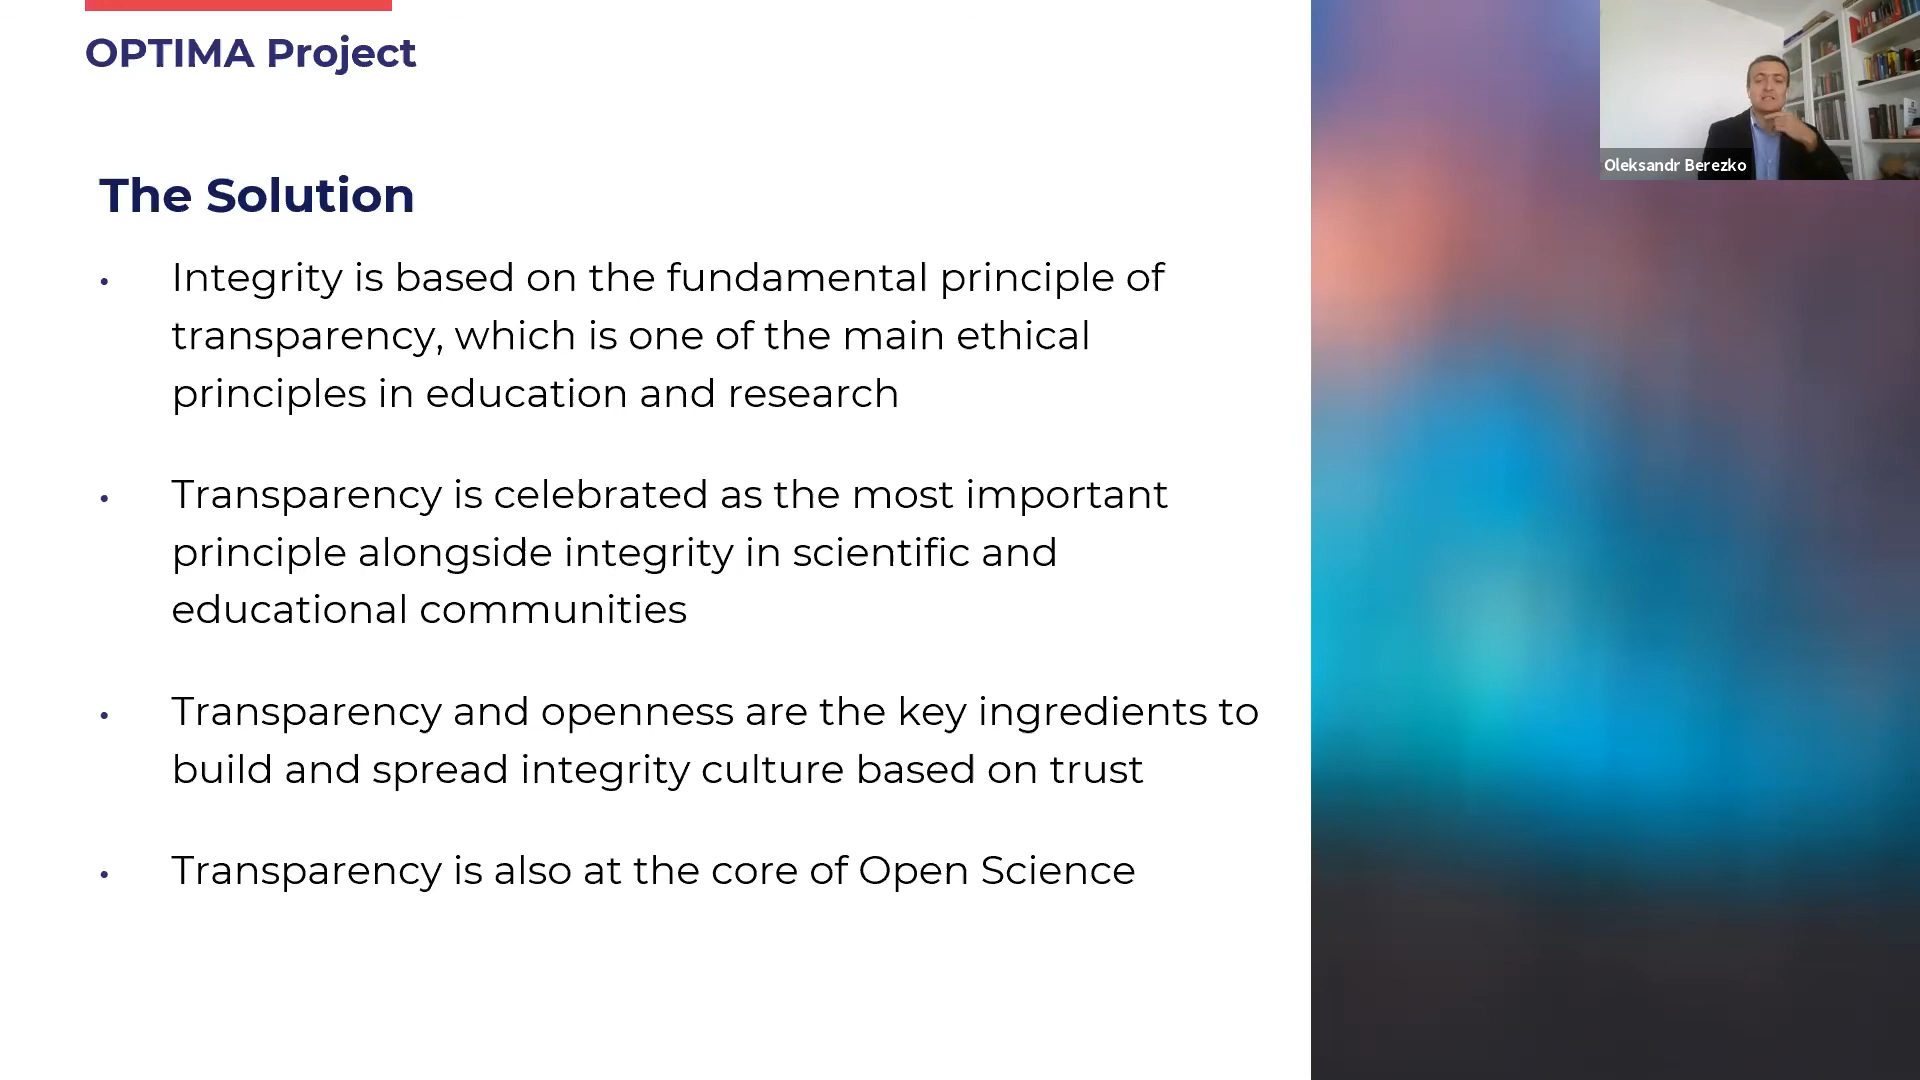 OPTIMA Project
Oleksandr Berezko
The Solution
• Integrity is based on the fundamental principle of
transparency, which is one of the main ethical
principles in education and research
• Transparency is celebrated as the most important
principle alongside integrity in scientific and
educational communities
• Transparency and openness are the key ingredients to
build and spread integrity culture based on trust
• Transparency is also at the core of Open Science